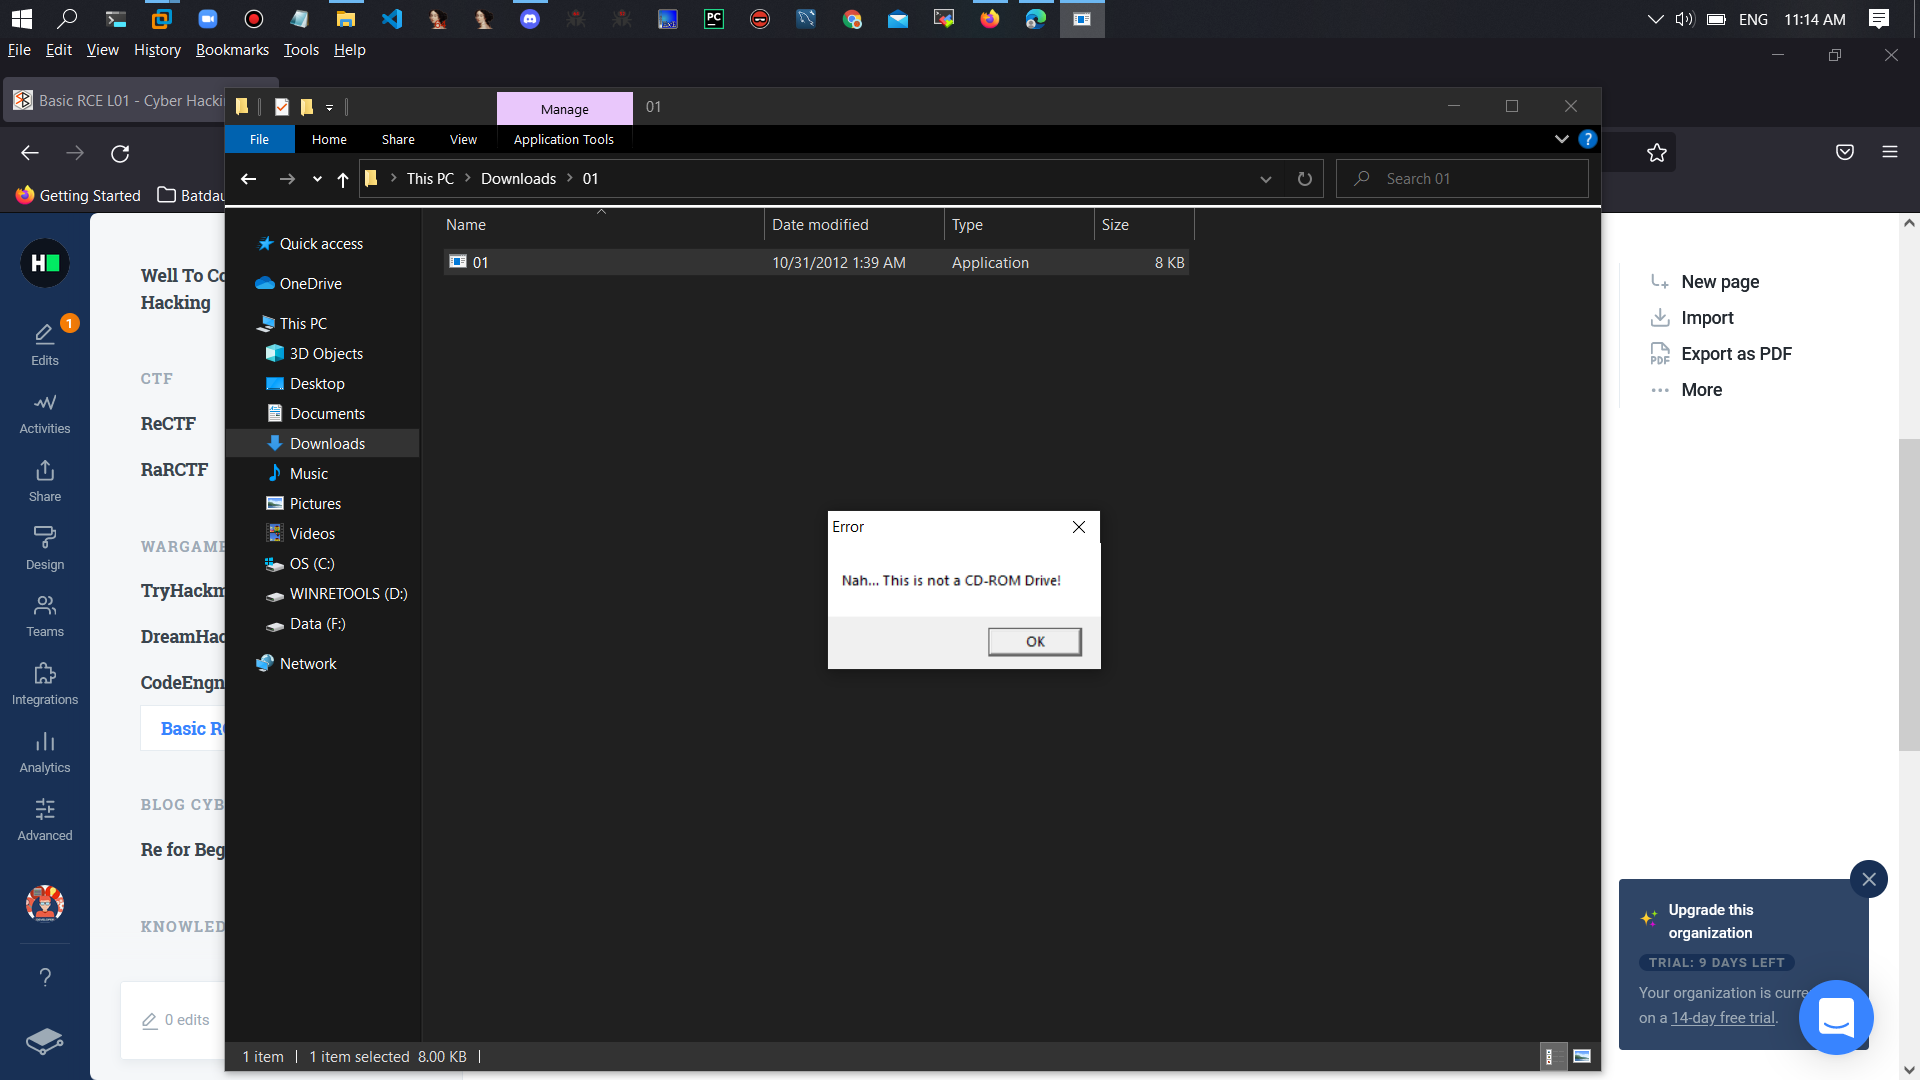 ENG 11:14 AM
File Edit View History Bookmarks Tools Help
Basic RCE L01 - Cyber Hacki
Manage 01
File Home Share View Application Tools
This PC Downloads 01
Search 01
Getting Started Batdau
Name Date modified Type Size
01 10/31/2012 1:39 AM Application 8 KB
Quick access
OneDrive
This PC
3D Objects
Desktop
Documents
Downloads
Music
Pictures
Videos
OS (C:)
WINRETOOLS (D:)
Data (F:)
Network
1 item 1 item selected 8.00 KB
Error
Nah... This is not a CD-ROM Drive!
OK
H
1
Edits
Activities
Share
Design
Teams
Integrations
Analytics
Advanced
Well To Co
Hacking
CTF
ReCTF
RaRCTF
WARGAME
TryHackm
DreamHac
CodeEngn
Basic RC
BLOG CYB
Re for Beg
KNOWLED
0 edits
New page
Import
PDF Export as PDF
More
Upgrade this
organization
TRIAL: 9 DAYS LEFT
Your organization is curre
on a 14-day free trial.